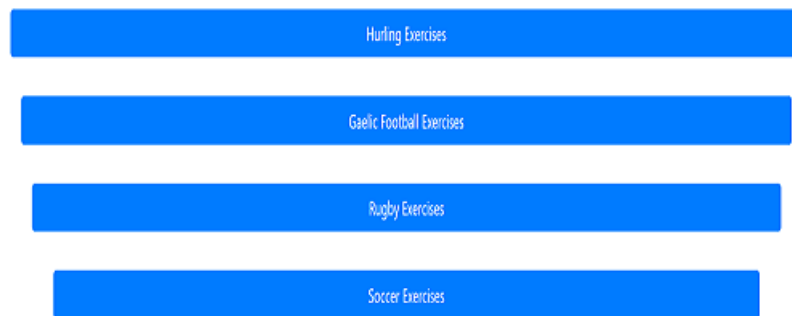 Hurling Exercises
Gaelic Football Exercises
Rugby Exercises
Soccer Exercises